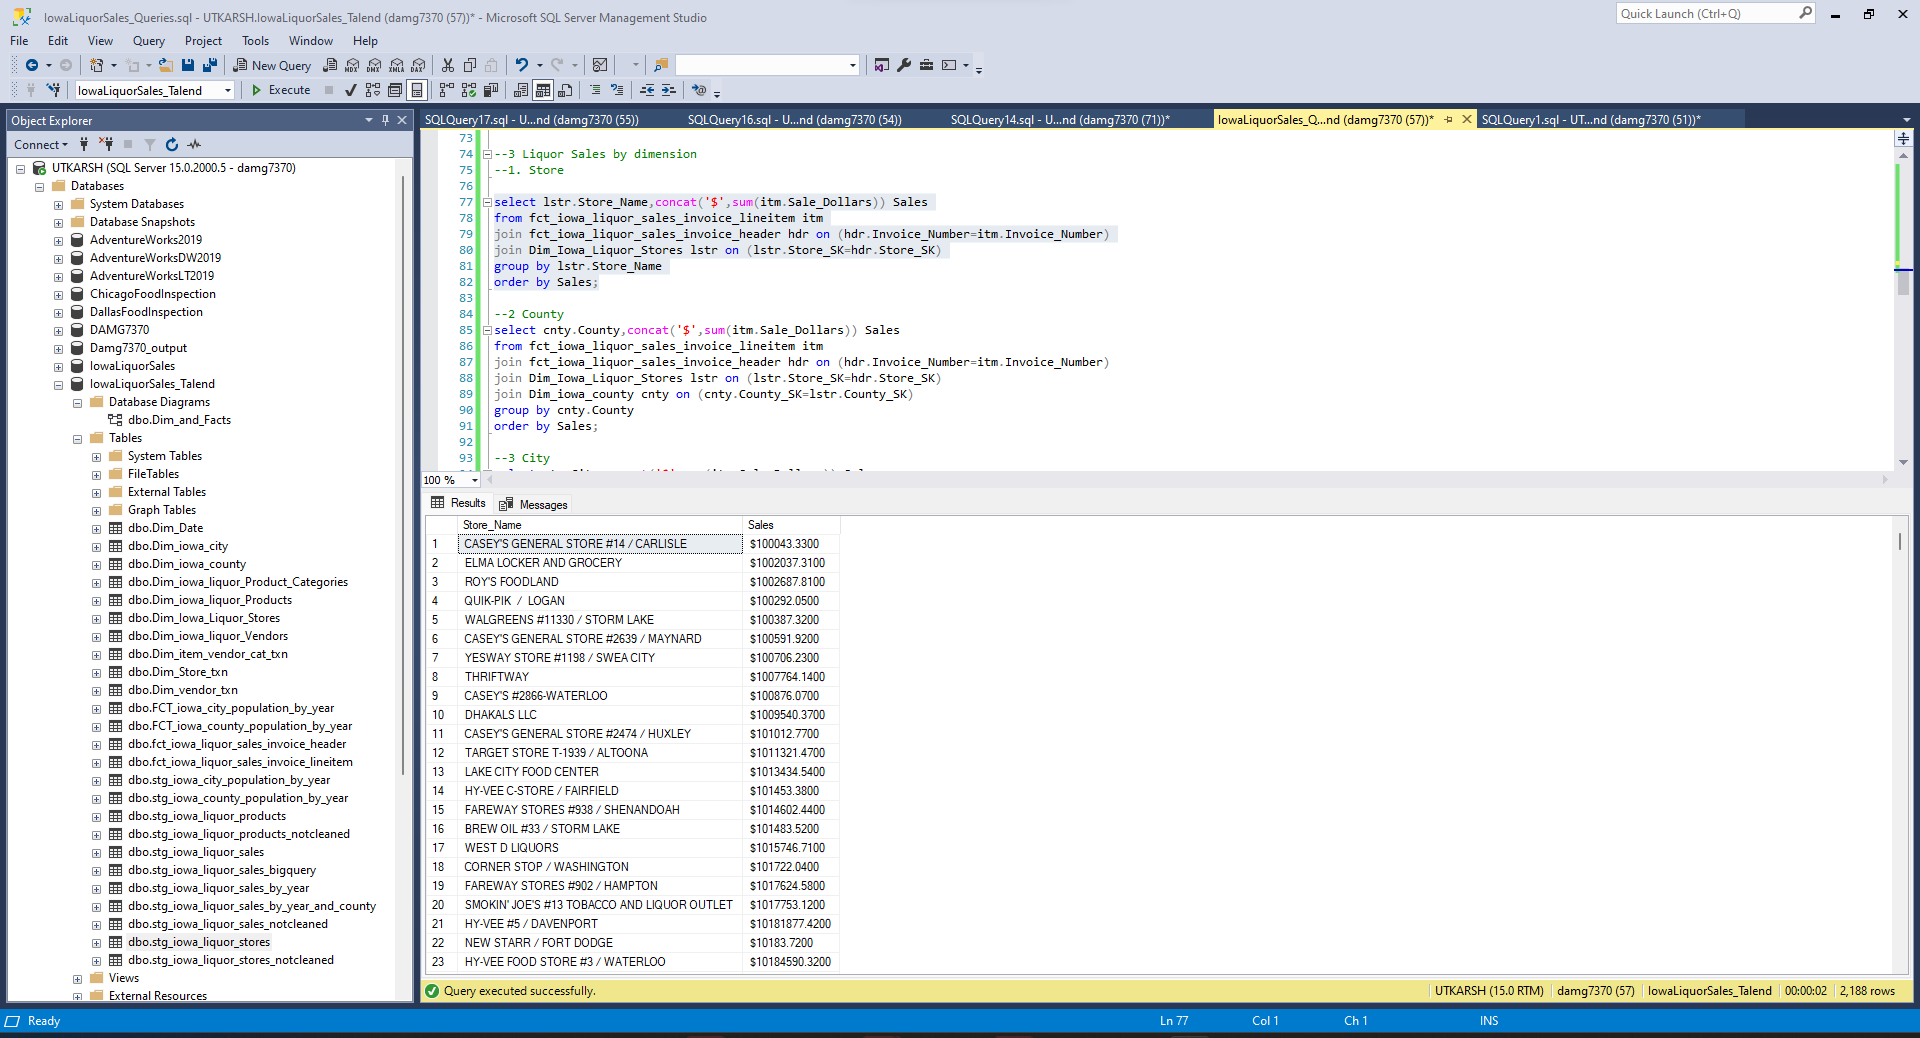 IowaLiquorSales_Queries.sql - UTKARSH.IowaLiquorSales_Talend (damg7370 (57))* - Microsoft SQL Server Management Studio
Quick Launch (Ctrl+Q)
File Edit View Query Project Tools Window Help
New Query
MDX DMX XMLA DAX
IowaLiquorSales_Talend
Execute
Object Explorer
Connect
UTKARSH (SQL Server 15.0.2000.5 - damg7370)
Databases
System Databases
Database Snapshots
AdventureWorks2019
AdventureWorksDW2019
AdventureWorksLT2019
ChicagoFoodInspection
DallasFoodInspection
DAMG7370
Damg7370_output
IowaLiquorSales
IowaLiquorSales_Talend
Database Diagrams
dbo.Dim_and_Facts
Tables
System Tables
FileTables
External Tables
Graph Tables
dbo.Dim_Date
dbo.Dim_iowa_city
dbo.Dim_iowa_county
dbo.Dim_iowa_liquor_Product_Categories
dbo.Dim_iowa_liquor_Products
dbo.Dim_Iowa_Liquor_Stores
dbo.Dim_iowa_liquor_Vendors
dbo.Dim_item_vendor_cat_txn
dbo.Dim_Store_txn
dbo.Dim_vendor_txn
dbo.FCT_iowa_city_population_by_year
dbo.FCT_iowa_county_population_by_year
dbo.fct_iowa_liquor_sales_invoice_header
dbo.fct_iowa_liquor_sales_invoice_lineitem
dbo.stg_iowa_city_population_by_year
dbo.stg_iowa_county_population_by_year
dbo.stg_iowa_liquor_products
dbo.stg_iowa_liquor_products_notcleaned
dbo.stg_iowa_liquor_sales
dbo.stg_iowa_liquor_sales_bigquery
dbo.stg_iowa_liquor_sales_by_year
dbo.stg_iowa_liquor_sales_by_year_and_county
dbo.stg_iowa_liquor_sales_notcleaned
dbo.stg_iowa_liquor_stores
dbo.stg_iowa_liquor_stores_notcleaned
Views
External Resources
SQLQuery17.sql - U...nd (damg7370 (55)) SQLQuery16.sql - U...nd (damg7370 (54)) SQLQuery14.sql - U...nd (damg7370 (71))* IowaLiquorSales_Q...nd (damg7370 (57))* SQLQuery1.sql - UT...nd (damg7370 (51))*
73
74 --3 Liquor Sales by dimension
75 --1. Store
76
77 select lstr.Store_Name,concat('$',sum(itm.Sale_Dollars)) Sales
78 from fct_iowa_liquor_sales_invoice_lineitem itm
79 join fct_iowa_liquor_sales_invoice_header hdr on (hdr.Invoice_Number=itm.Invoice_Number)
80 join Dim_Iowa_Liquor_Stores lstr on (lstr.Store_SK=hdr.Store_SK)
81 group by lstr.Store_Name
82 order by Sales;
83
84 --2 County
85 select cnty.County,concat('$',sum(itm.Sale_Dollars)) Sales
86 from fct_iowa_liquor_sales_invoice_lineitem itm
87 join fct_iowa_liquor_sales_invoice_header hdr on (hdr.Invoice_Number=itm.Invoice_Number)
88 join Dim_Iowa_Liquor_Stores lstr on (lstr.Store_SK=hdr.Store_SK)
89 join Dim_iowa_county cnty on (cnty.County_SK=lstr.County_SK)
90 group by cnty.County
91 order by Sales;
92
93 --3 City
100 %
Results Messages
Store_Name Sales
1 CASEY'S GENERAL STORE #14 / CARLISLE $100043.3300
2 ELMA LOCKER AND GROCERY $1002037.3100
3 ROY'S FOODLAND $1002687.8100
4 QUIK-PIK / LOGAN $100292.0500
5 WALGREENS #11330 / STORM LAKE $100387.3200
6 CASEY'S GENERAL STORE #2639 / MAYNARD $100591.9200
7 YESWAY STORE #1198 / SWEA CITY $100706.2300
8 THRIFTWAY $1007764.1400
9 CASEY'S #2866-WATERLOO $100876.0700
10 DHAKALS LLC $1009540.3700
11 CASEY'S GENERAL STORE #2474 / HUXLEY $101012.7700
12 TARGET STORE T-1939 / ALTOONA $1011321.4700
13 LAKE CITY FOOD CENTER $1013434.5400
14 HY-VEE C-STORE / FAIRFIELD $101453.3800
15 FAREWAY STORES #938 / SHENANDOAH $1014602.4400
16 BREW OIL #33 / STORM LAKE $101483.5200
17 WEST D LIQUORS $1015746.7100
18 CORNER STOP / WASHINGTON $101722.0400
19 FAREWAY STORES #902 / HAMPTON $1017624.5800
20 SMOKIN' JOE'S #13 TOBACCO AND LIQUOR OUTLET $1017753.1200
21 HY-VEE #5 / DAVENPORT $10181877.4200
22 NEW STARR / FORT DODGE $10183.7200
23 HY-VEE FOOD STORE #3 / WATERLOO $10184590.3200
Query executed successfully. UTKARSH (15.0 RTM) damg7370 (57) IowaLiquorSales_Talend 00:00:02 2,188 rows
Ready Ln 77 Col 1 Ch 1 INS